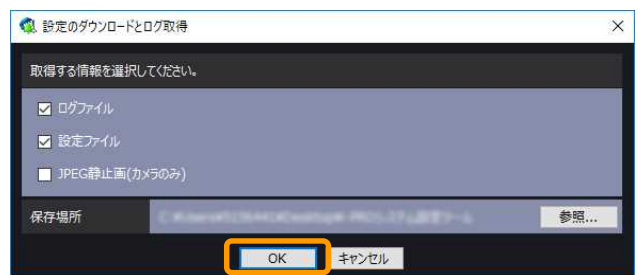 設定のダウンロードとログ取得
取得する情報を選択してください。
ログファイル
設定ファイル
JPEG静止画(カメラのみ)
保存場所
参照...
OK キャンセル